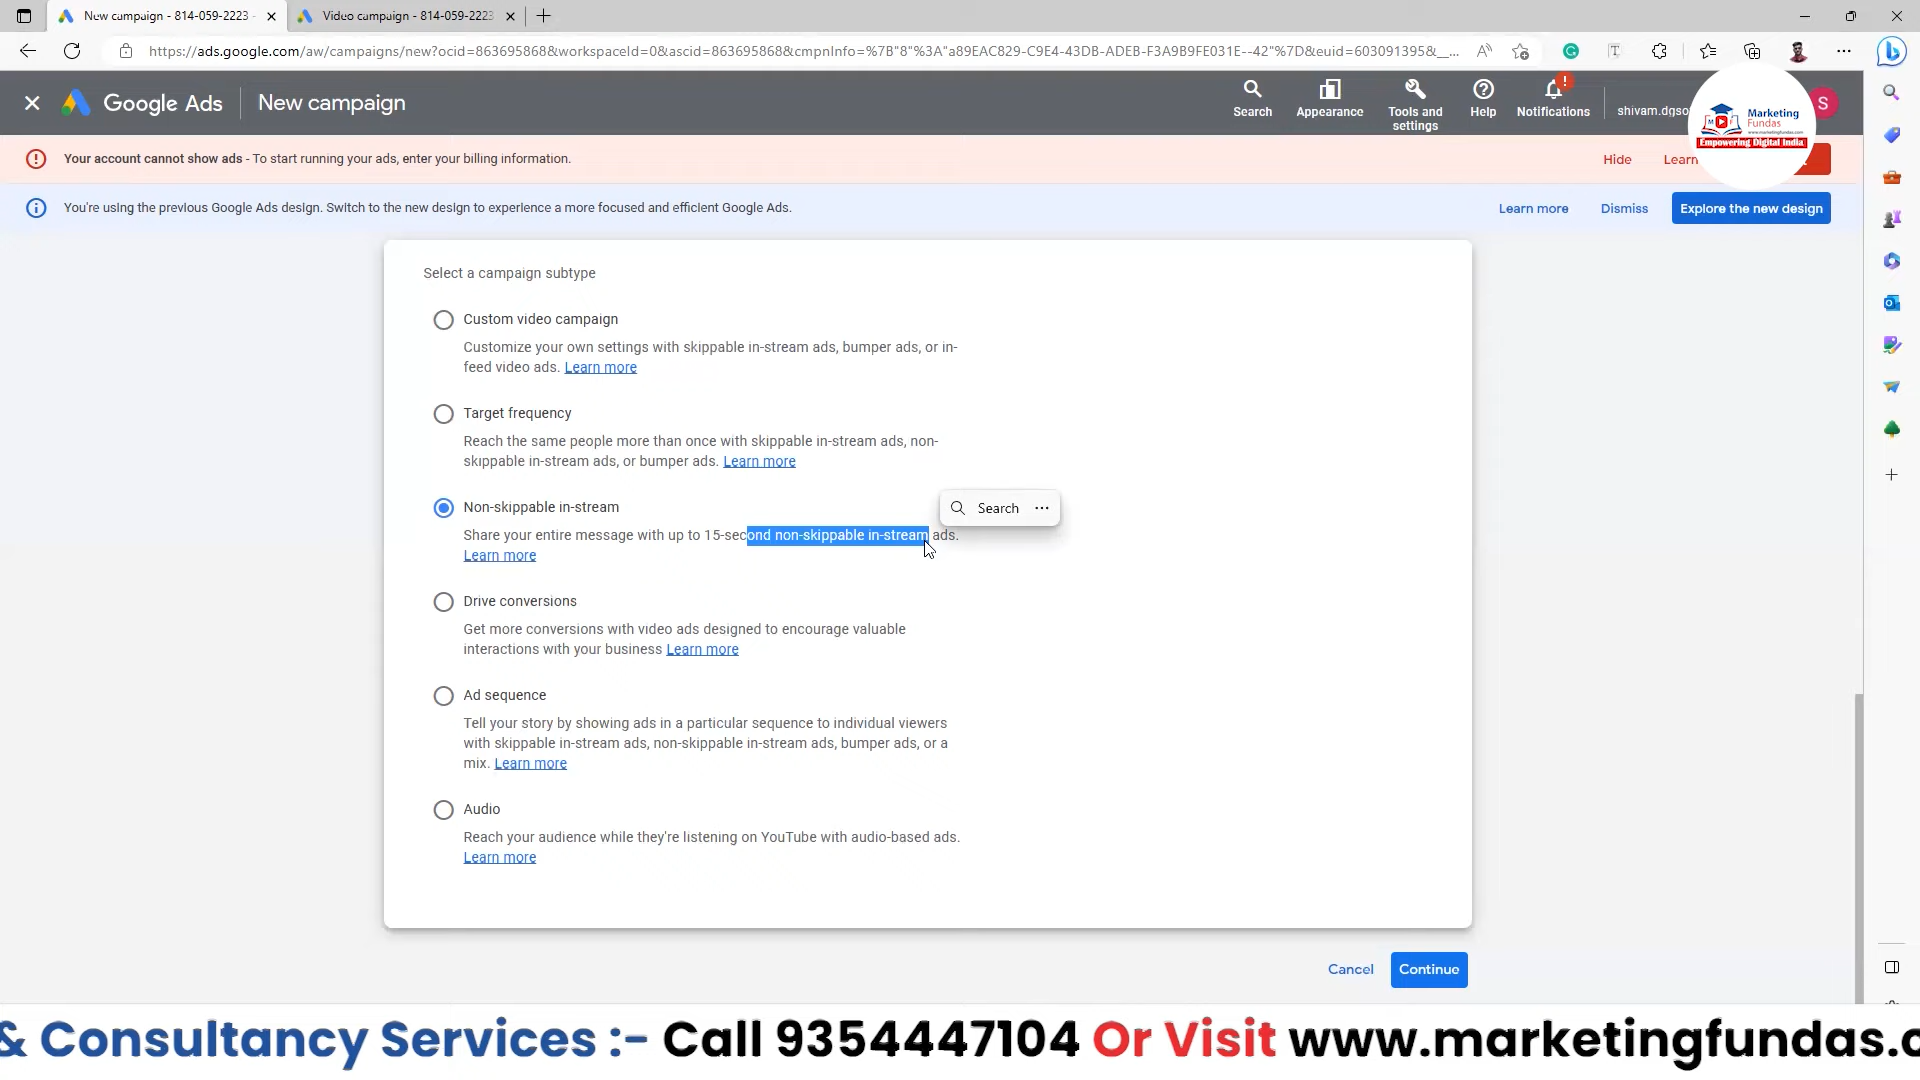 New campaign - 814-059-2223 -
Video campaign - 814-059-2223
https://ads.google.com/aw/campaigns/new?ocid=863695868&workspaceId=0&ascid=863695868&cmpnInfo=%7B"8"%3A"a89EAC829-C9E4-43DB-ADEB-F3A9B9FE031E--42"%7D&euid=603091395&__...
Google Ads
New campaign
Search
Appearance
Tools and
settings
Help
Notifications
shivam.dgso
S
Marketing
Fundas
www.marketingfundas.com
Empowering Digital India
Your account cannot show ads - To start running your ads, enter your billing information.
Hide
Learn
You're using the previous Google Ads design. Switch to the new design to experience a more focused and efficient Google Ads.
Learn more
Dismiss
Explore the new design
Select a campaign subtype
Custom video campaign
Customize your own settings with skippable in-stream ads, bumper ads, or in-
feed video ads. Learn more
Target frequency
Reach the same people more than once with skippable in-stream ads, non-
skippable in-stream ads, or bumper ads. Learn more
Non-skippable in-stream
Search
Share your entire message with up to 15-second non-skippable in-stream ads.
Learn more
Drive conversions
Get more conversions with video ads designed to encourage valuable
interactions with your business Learn more
Ad sequence
Tell your story by showing ads in a particular sequence to individual viewers
with skippable in-stream ads, non-skippable in-stream ads, bumper ads, or a
mix. Learn more
Audio
Reach your audience while they're listening on YouTube with audio-based ads.
Learn more
Cancel
Continue
& Consultancy Services :- Call 9354447104 Or Visit www.marketingfundas.c